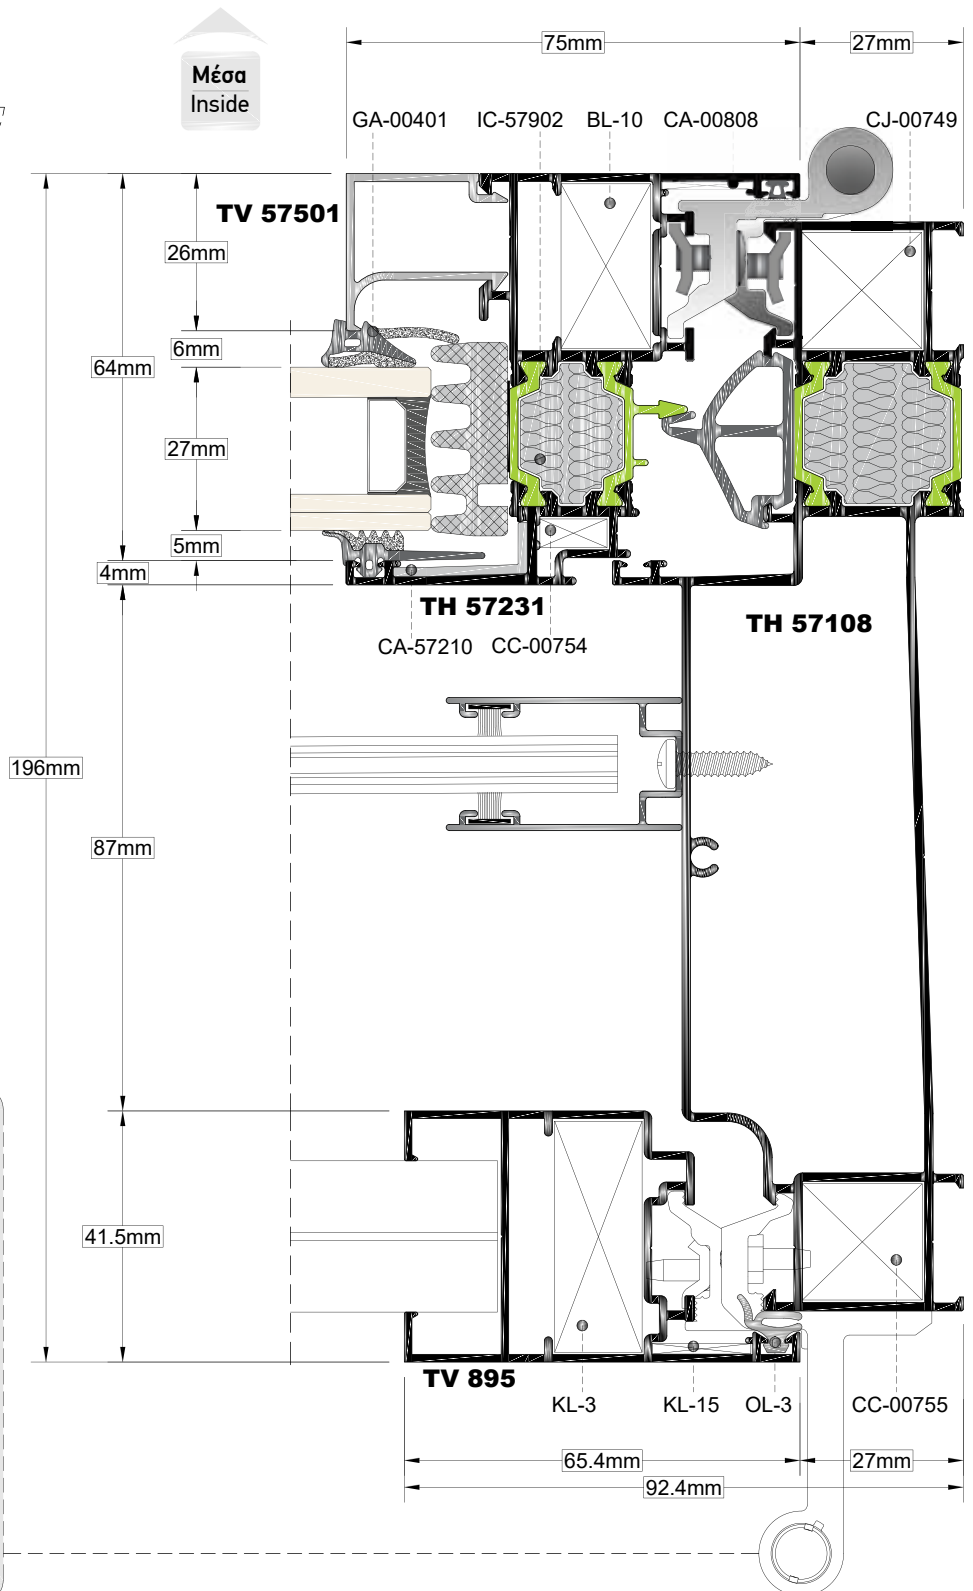 75mm
27mm
Μέσα
Inside
GA-00401
IC-57902
BL-10
CA-00808
CJ-00749
TV 57501
26mm
6mm
64mm
27mm
5mm
4mm
TH 57231
TH 57108
CA-57210
CC-00754
196mm
87mm
41.5mm
TV 895
KL-3
KL-15
OL-3
CC-00755
65.4mm
27mm
92.4mm